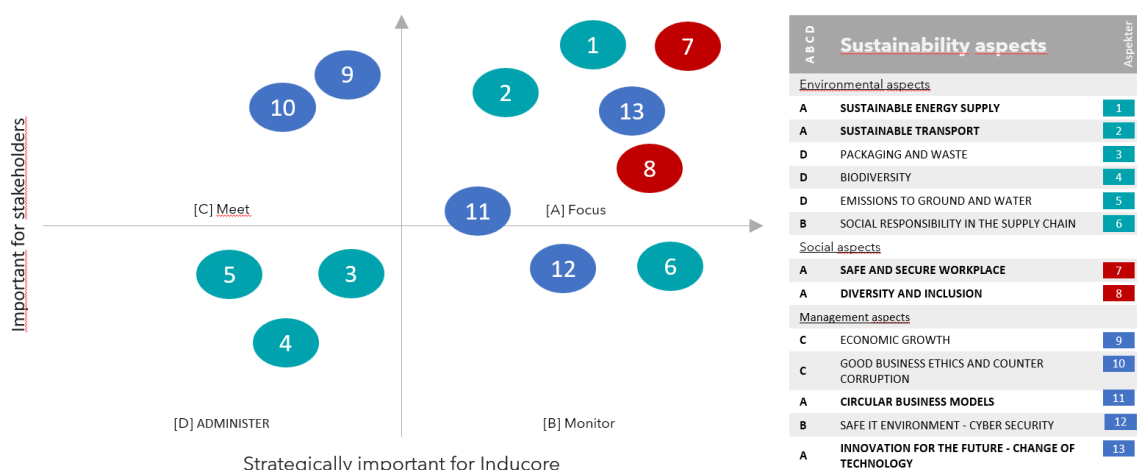 Important for stakeholders
1
7
9
2
10
13
8
[C] Meet
[A] Focus
11
12
6
5
3
4
[D] ADMINISTER
[B] Monitor
Strategically important for Inducore
A B C D
Sustainability aspects
Aspekter
Environmental aspects
A SUSTAINABLE ENERGY SUPPLY 1
A SUSTAINABLE TRANSPORT 2
D PACKAGING AND WASTE 3
D BIODIVERSITY 4
D EMISSIONS TO GROUND AND WATER 5
B SOCIAL RESPONSIBILITY IN THE SUPPLY CHAIN 6
Social aspects
A SAFE AND SECURE WORKPLACE 7
A DIVERSITY AND INCLUSION 8
Management aspects
C ECONOMIC GROWTH 9
C GOOD BUSINESS ETHICS AND COUNTER 10
CORRUPTION
A CIRCULAR BUSINESS MODELS 11
B SAFE IT ENVIRONMENT - CYBER SECURITY 12
A INNOVATION FOR THE FUTURE - CHANGE OF 13
TECHNOLOGY